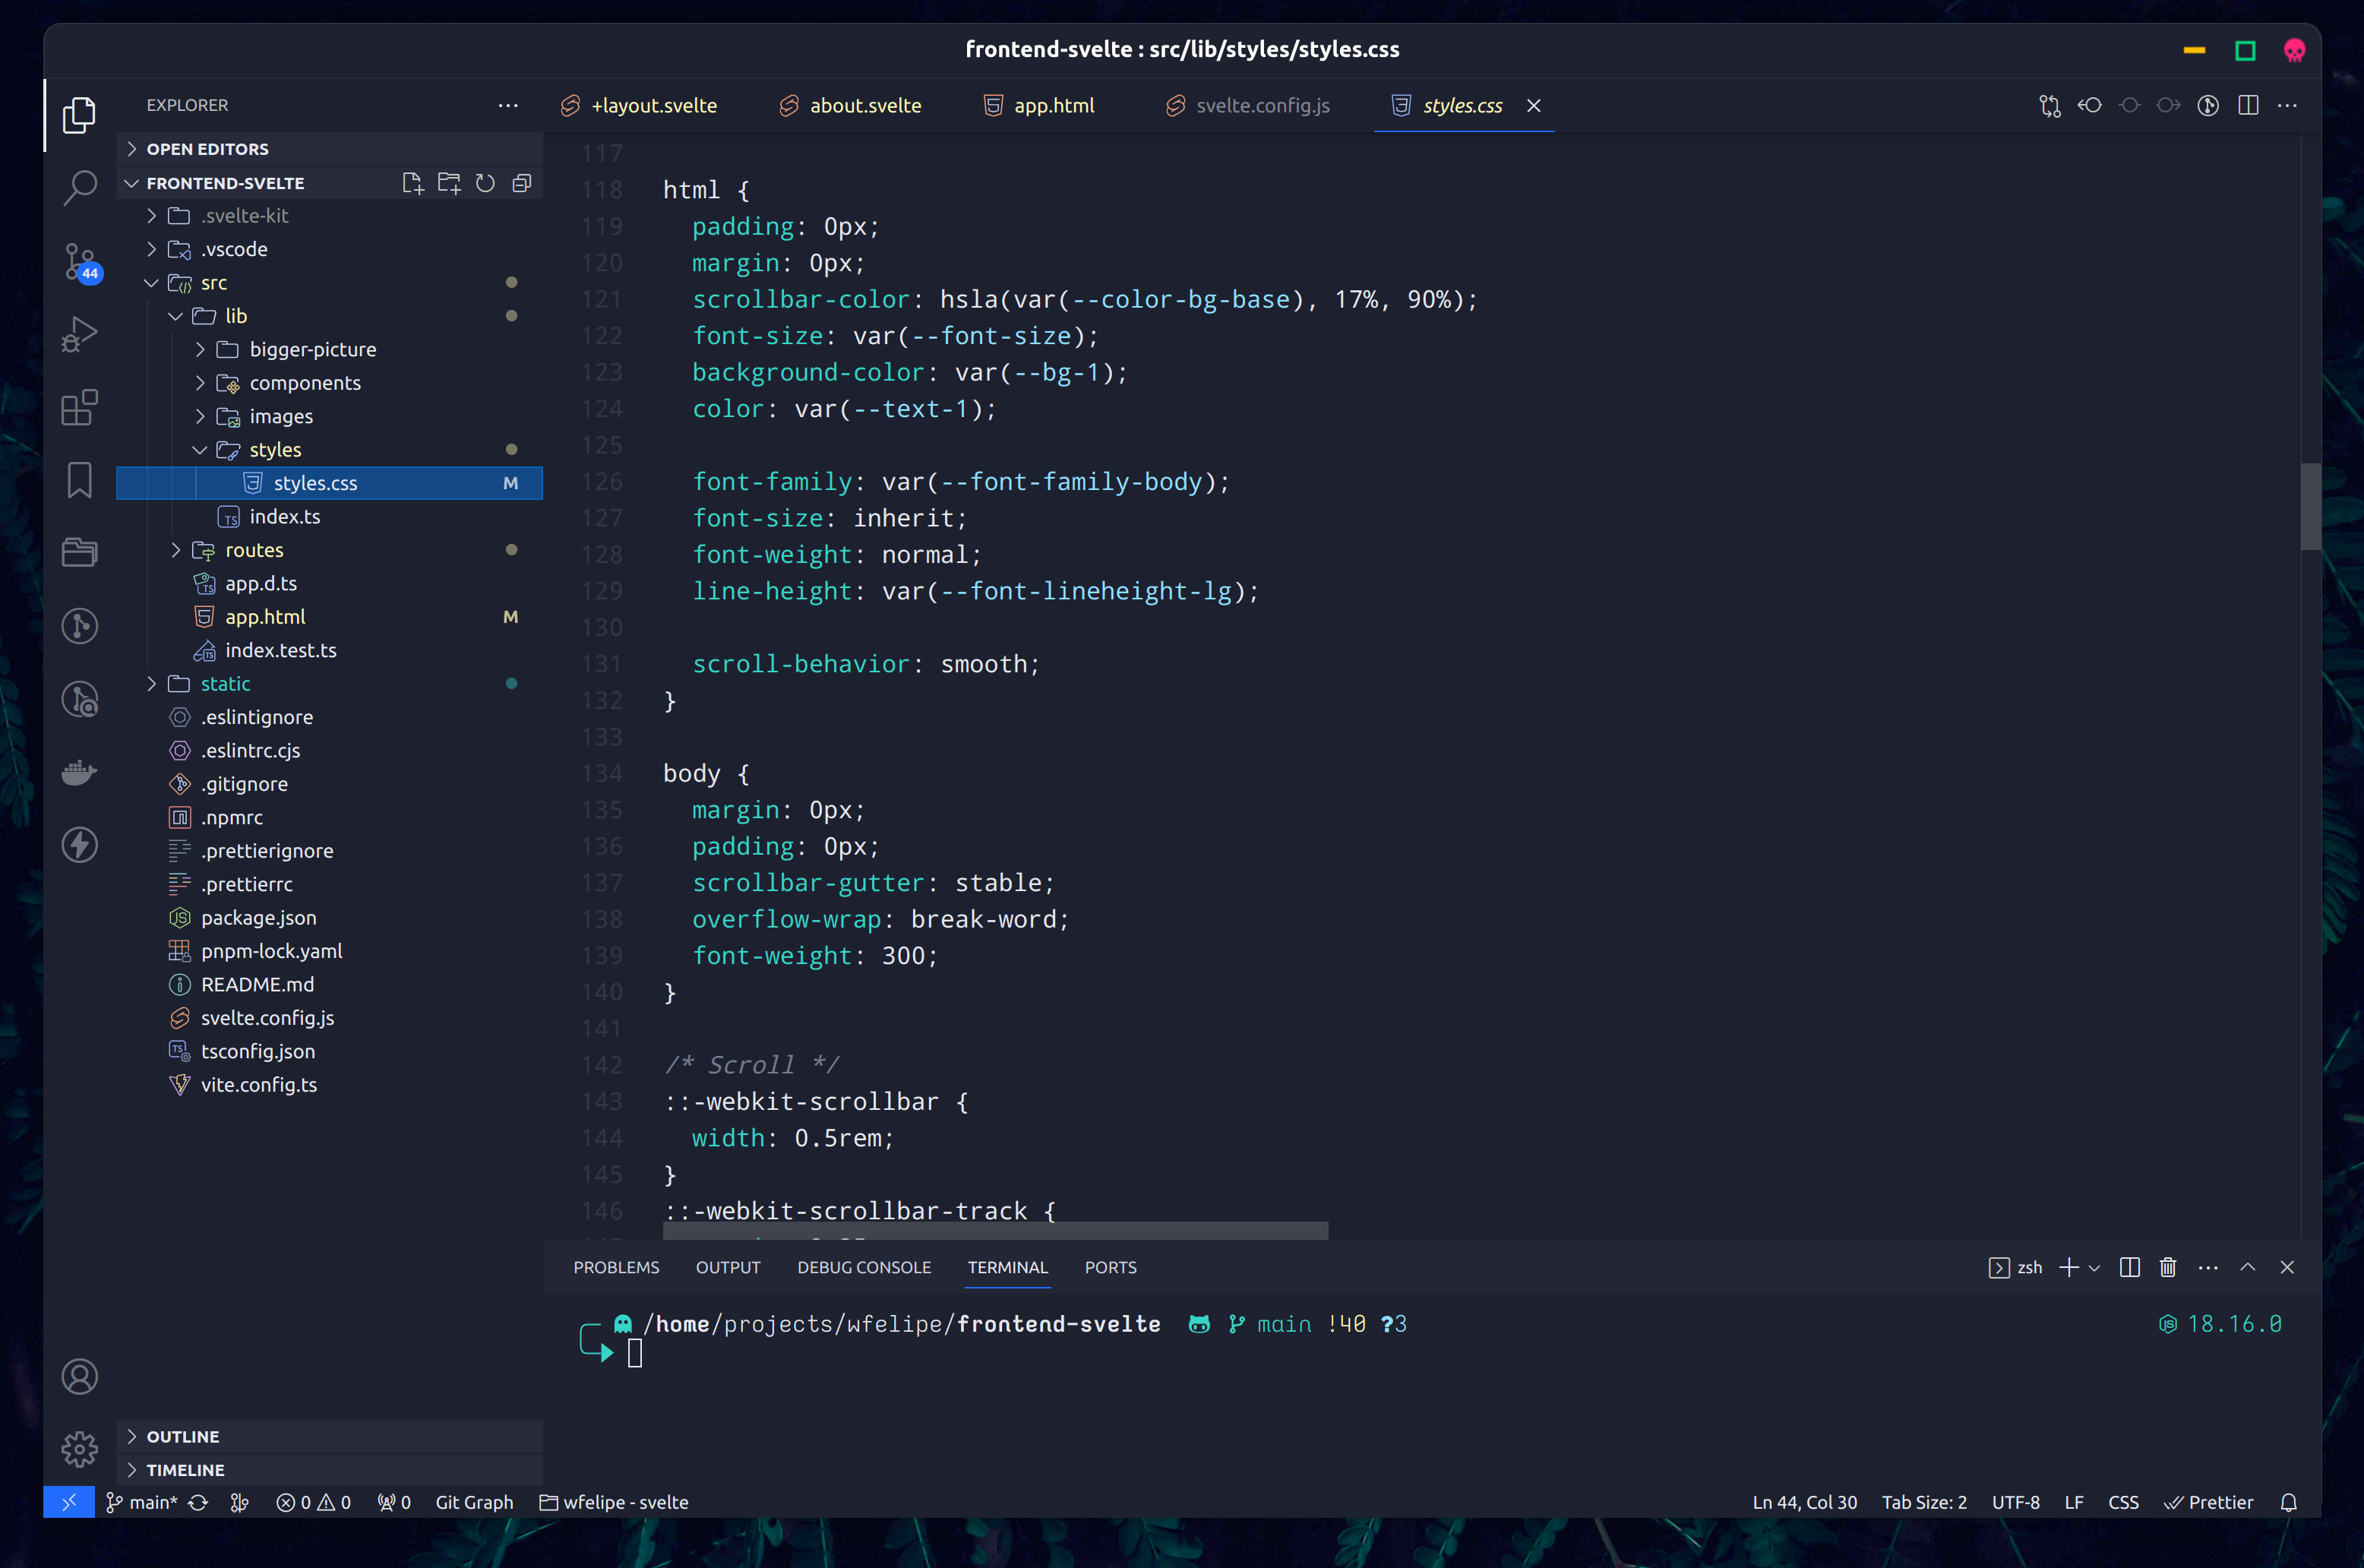 frontend-svelte : src/lib/styles/styles.css
EXPLORER
OPEN EDITORS
FRONTEND-SVELTE
.svelte-kit
.vscode
src
lib
bigger-picture
components
images
styles
styles.css M
index.ts
routes
app.d.ts
app.html M
index.test.ts
static
.eslintignore
.eslintrc.cjs
.gitignore
.npmrc
.prettierignore
.prettierrc
package.json
pnpm-lock.yaml
README.md
svelte.config.js
tsconfig.json
vite.config.ts
OUTLINE
TIMELINE
44
+layout.svelte about.svelte app.html svelte.config.js styles.css
117
118 html {
119 padding: 0px;
120 margin: 0px;
121 scrollbar-color: hsla(var(--color-bg-base), 17%, 90%);
122 font-size: var(--font-size);
123 background-color: var(--bg-1);
124 color: var(--text-1);
125
126 font-family: var(--font-family-body);
127 font-size: inherit;
128 font-weight: normal;
129 line-height: var(--font-lineheight-lg);
130
131 scroll-behavior: smooth;
132 }
133
134 body {
135 margin: 0px;
136 padding: 0px;
137 scrollbar-gutter: stable;
138 overflow-wrap: break-word;
139 font-weight: 300;
140 }
141
142 /* Scroll */
143 ::-webkit-scrollbar {
144 width: 0.5rem;
145 }
146 ::-webkit-scrollbar-track {
PROBLEMS OUTPUT DEBUG CONSOLE TERMINAL PORTS zsh
/home/projects/wfelipe/frontend-svelte main !40 ?3 18.16.0
main* 0 0 0 Git Graph wfelipe - svelte Ln 44, Col 30 Tab Size: 2 UTF-8 LF CSS Prettier